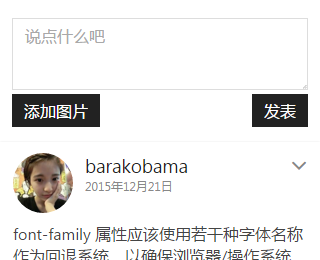 说点什么吧
添加图片 发表
barakobama
2015年12月21日
font-family 属性应该使用若干种字体名称
作为回退系统，以确保浏览器/操作系统